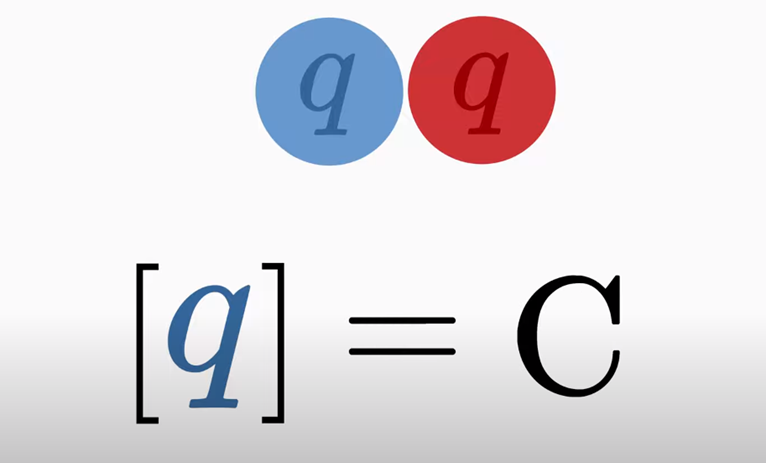 q q
[q] = C